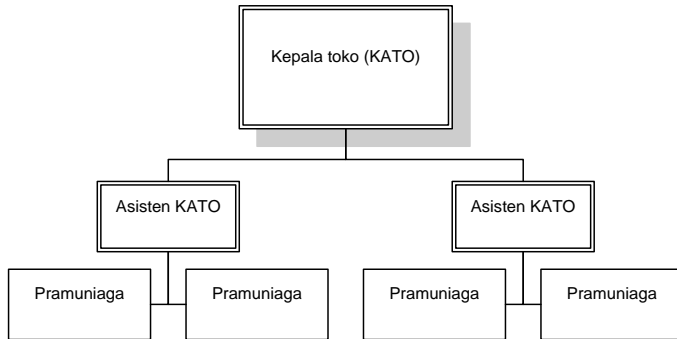 Kepala toko (KATO)
Asisten KATO
Asisten KATO
Pramuniaga
Pramuniaga
Pramuniaga
Pramuniaga